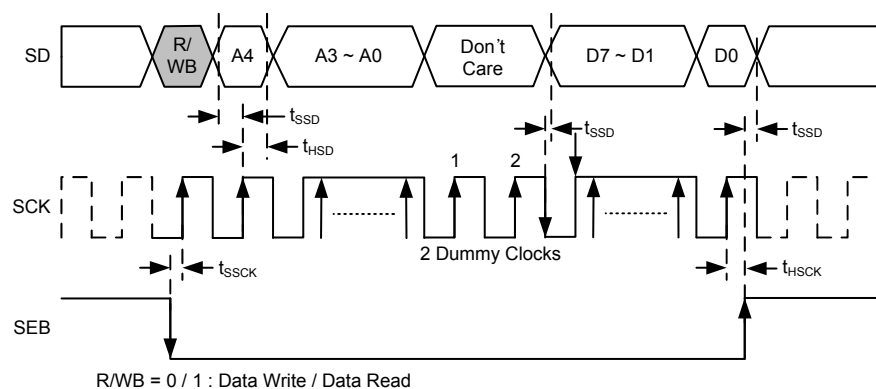 SD
R/
WB
A4
A3 ~ A0
Don't
Care
D7 ~ D1
D0
tSSD
tHSD
tSSD
tSSD
SCK
1
2
2 Dummy Clocks
tSSCK
tHSCK
SEB
R/WB = 0 / 1 : Data Write / Data Read